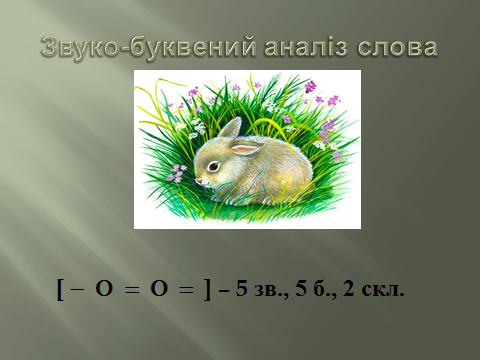 Звуко-буквений аналіз слова
[ – О = О = ] – 5 зв., 5 б., 2 скл.